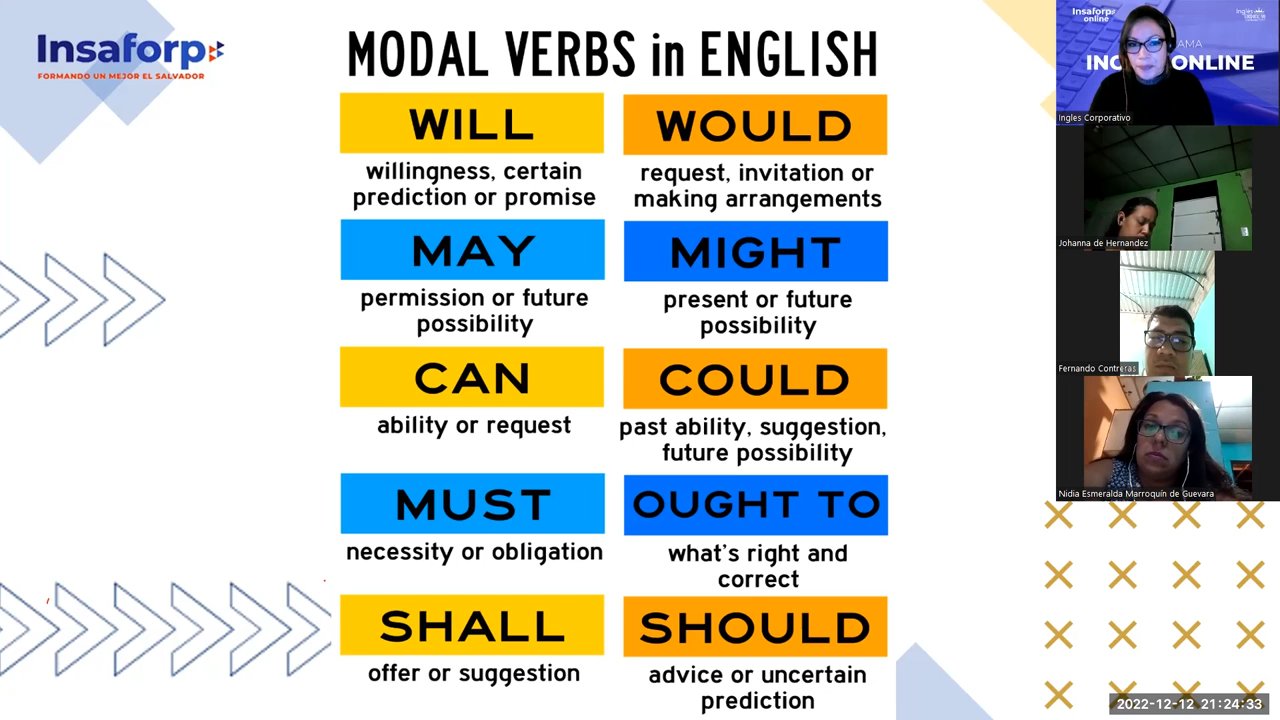 Insaforp
FORMANDO UN MEJOR EL SALVADOR
MODAL VERBS in ENGLISH
WILL
willingness, certain
prediction or promise
WOULD
request, invitation or
making arrangements
MAY
permission or future
possibility
MIGHT
present or future
possibility
CAN
ability or request
COULD
past ability, suggestion,
future possibility
MUST
necessity or obligation
OUGHT TO
what's right and
correct
SHALL
offer or suggestion
SHOULD
advice or uncertain
prediction
Insaforp
online
Ingles Corporativo
Johanna de Hernandez
Fernando Contreras
Nidia Esmeralda Marroquín de Guevara
2022-12-12 21:24:33